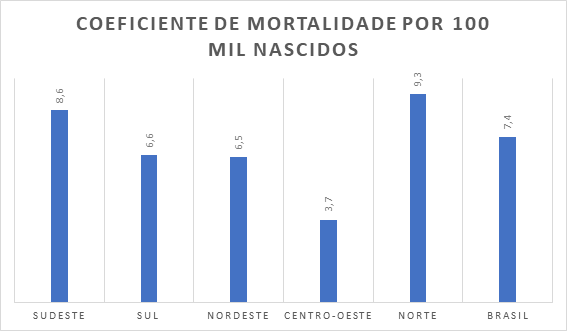 COEFICIENTE DE MORTALIDADE POR 100
MIL NASCIDOS
8,6
6,6
6,5
3,7
9,3
7,4
SUDESTE
SUL
NORDESTE
CENTRO-OESTE
NORTE
BRASIL